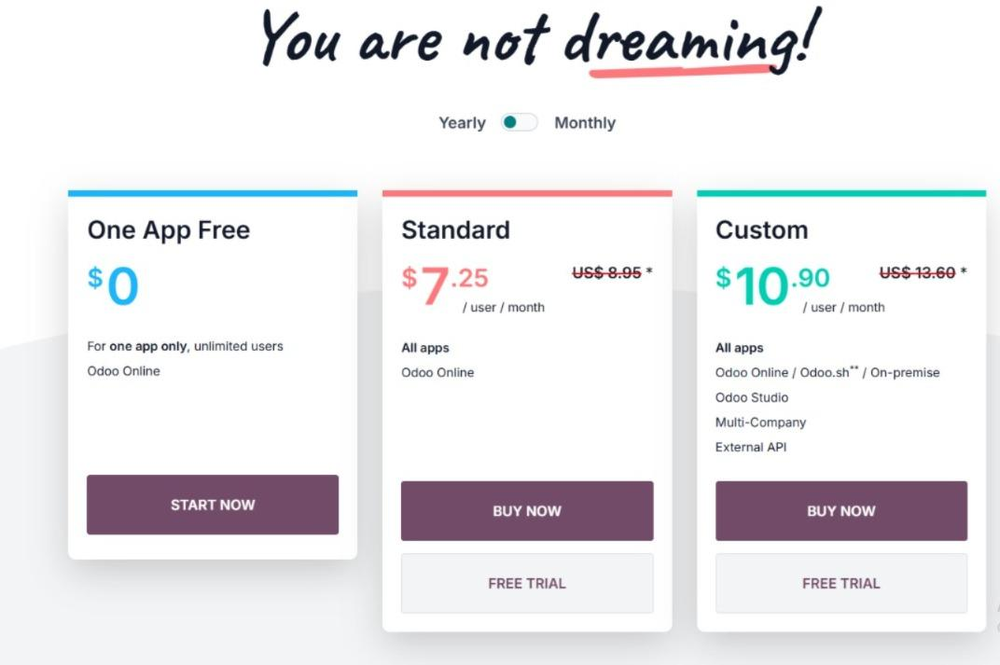 You are not dreaming!
Yearly Monthly
One App Free
$0
For one app only, unlimited users
Odoo Online
START NOW
Standard
$7.25 US$ 8.95 *
/ user / month
All apps
Odoo Online
BUY NOW
FREE TRIAL
Custom
$10.90 US$ 13.60 *
/ user / month
All apps
Odoo Online / Odoo.sh** / On-premise
Odoo Studio
Multi-Company
External API
BUY NOW
FREE TRIAL